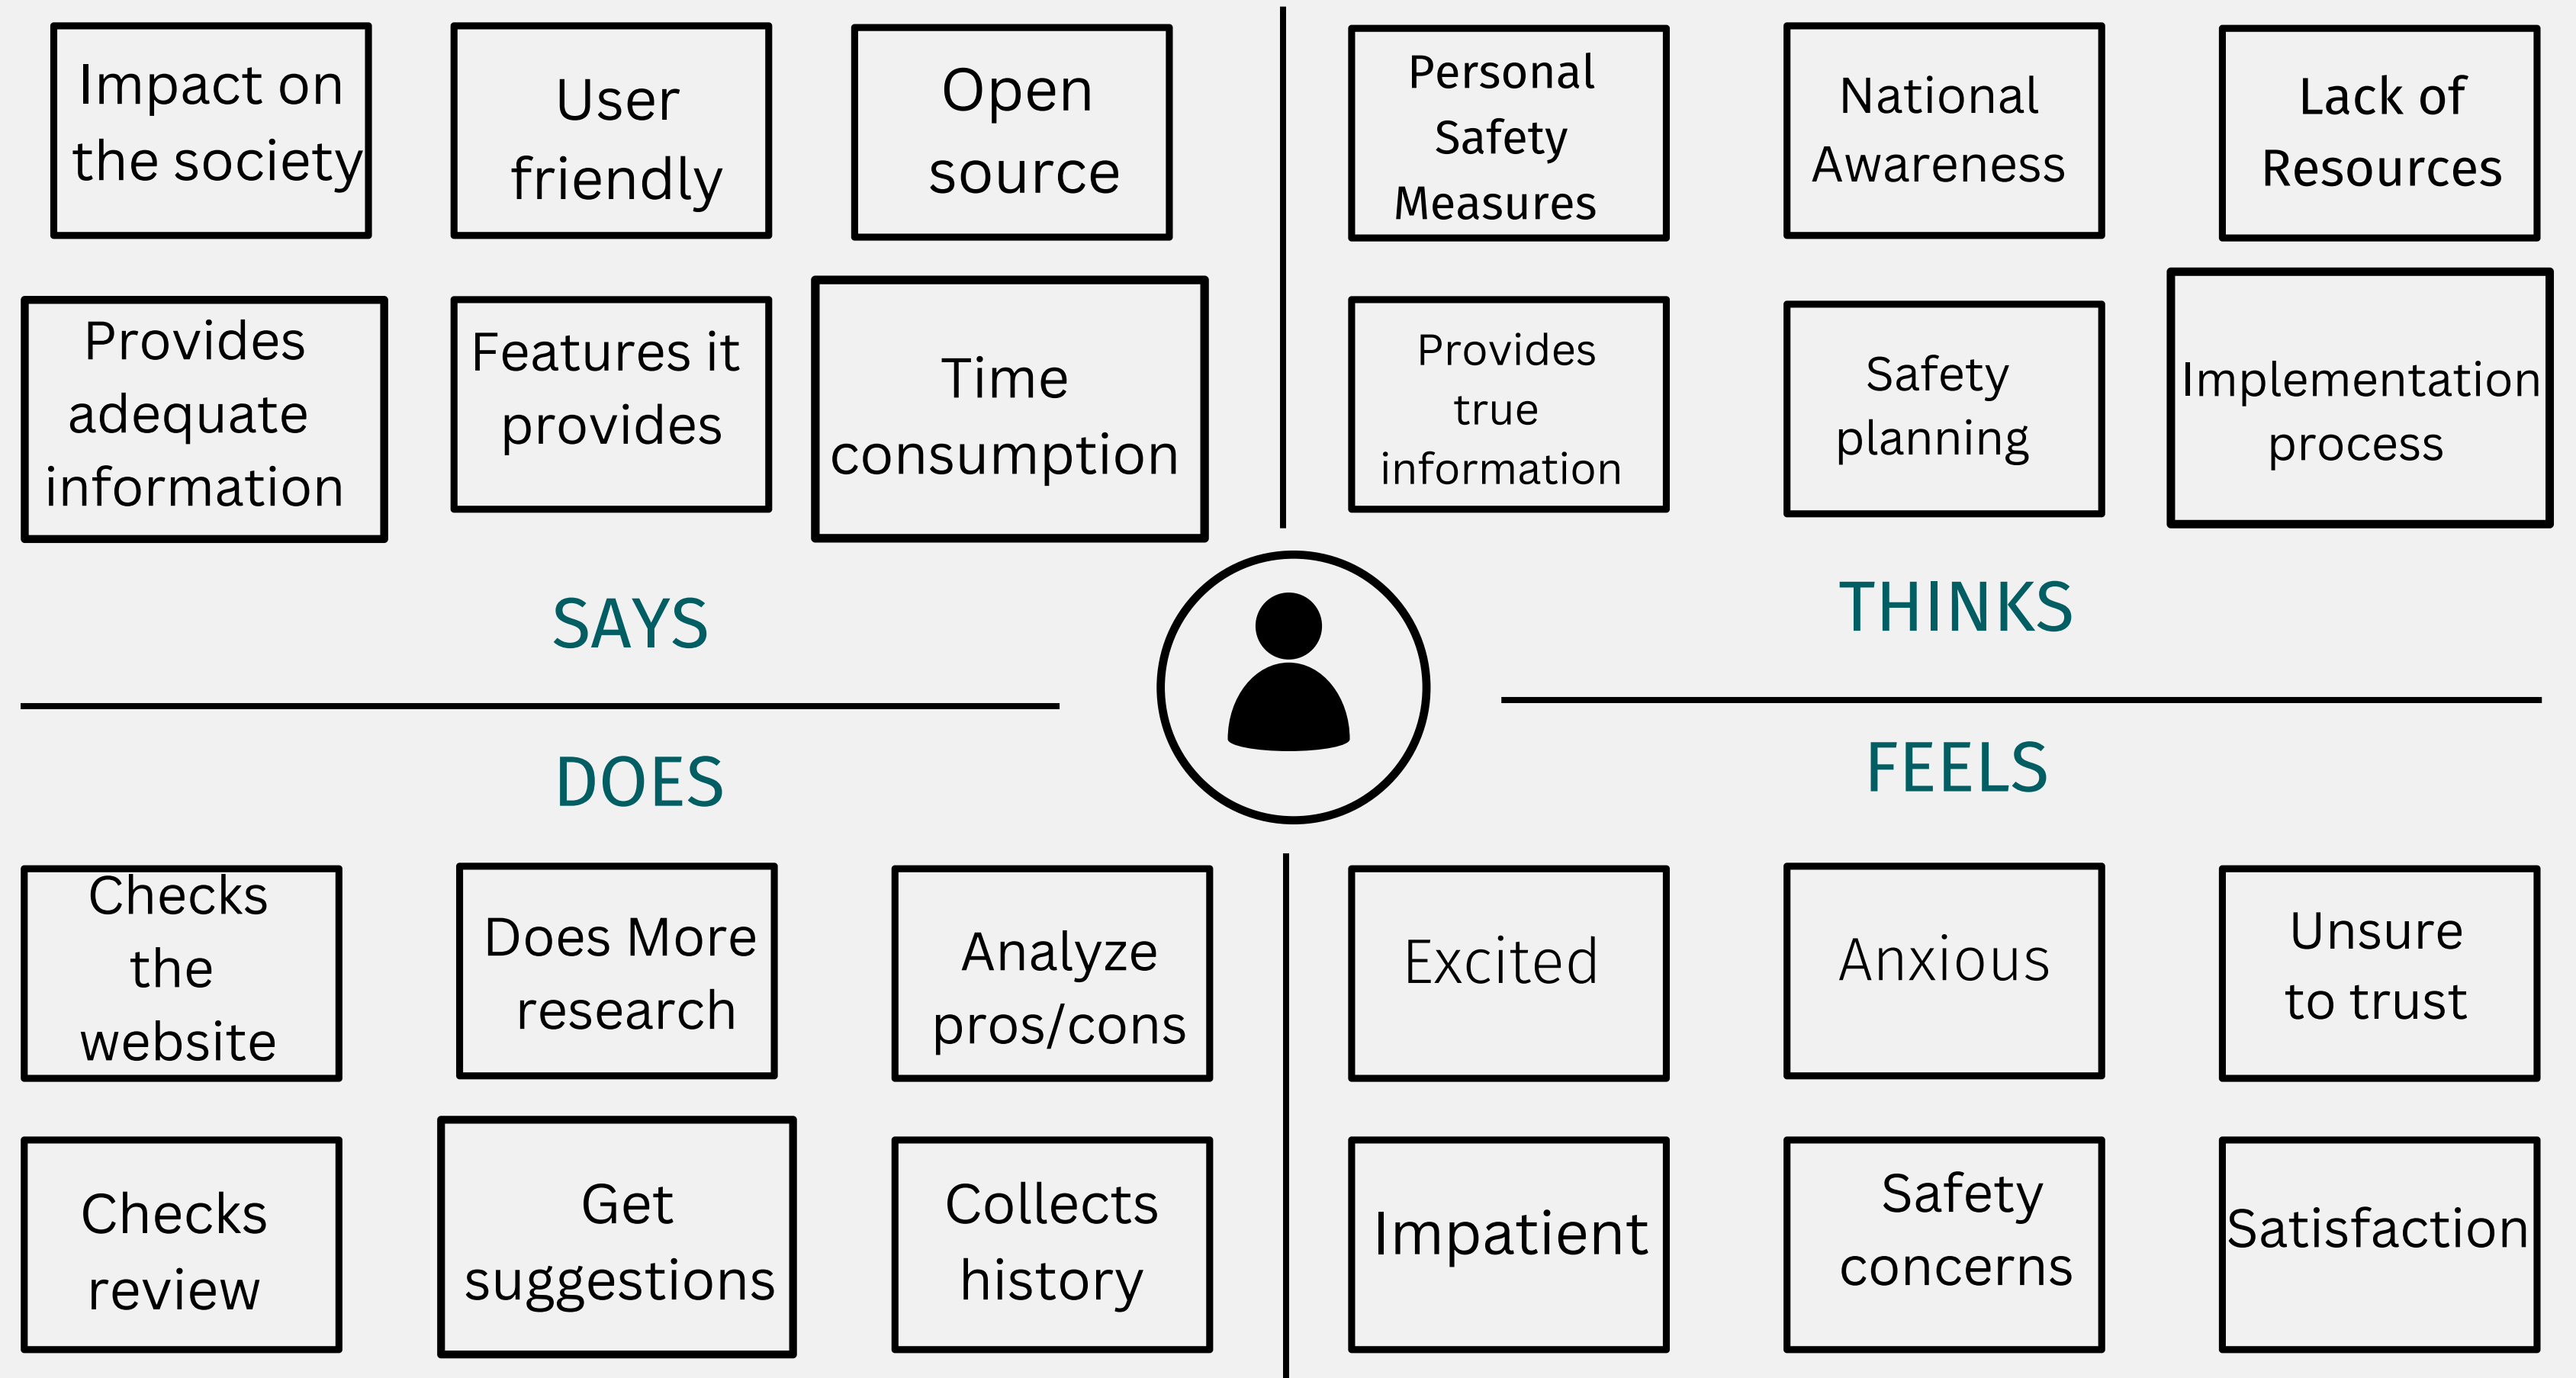 Impact on
the society
User
friendly
Open
source
Provides
adequate
information
Features it
provides
Time
consumption
SAYS
Personal
Safety
Measures
National
Awareness
Lack of
Resources
Provides
true
information
Safety
planning
Implementation
process
THINKS
DOES
Checks
the
website
Does More
research
Analyze
pros/cons
Checks
review
Get
suggestions
Collects
history
FEELS
Excited
Anxious
Unsure
to trust
Impatient
Safety
concerns
Satisfaction